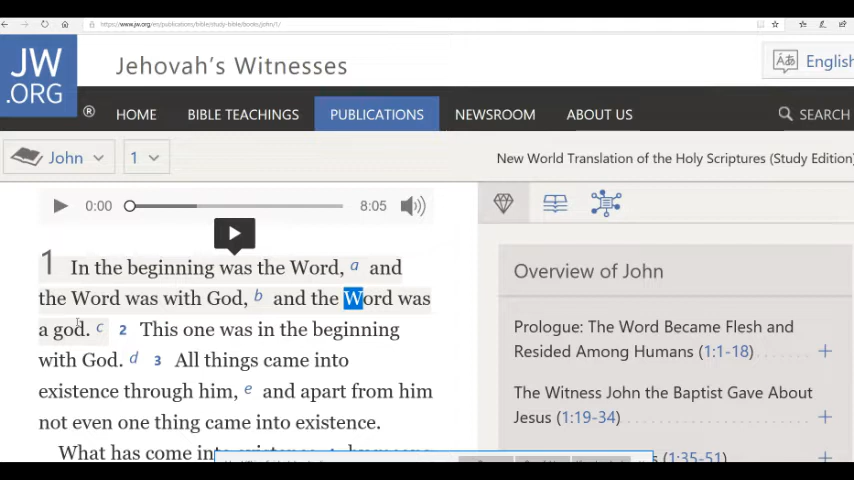 https://www.jw.org/en/publications/bible/study-bible/books/john/1/
JW
.ORG
®
Jehovah's Witnesses
English
HOME
BIBLE TEACHINGS
PUBLICATIONS
NEWSROOM
ABOUT US
SEARCH
John
1
New World Translation of the Holy Scriptures (Study Edition)
0:00
8:05
1 In the beginning was the Word, a and
the Word was with God, b and the Word was
a god. c 2 This one was in the beginning
with God. d 3 All things came into
existence through him, e and apart from him
not even one thing came into existence.
What has come into
Overview of John
Prologue: The Word Became Flesh and
Resided Among Humans (1:1-18)
The Witness John the Baptist Gave About
Jesus (1:19-34)
(1:35-51)